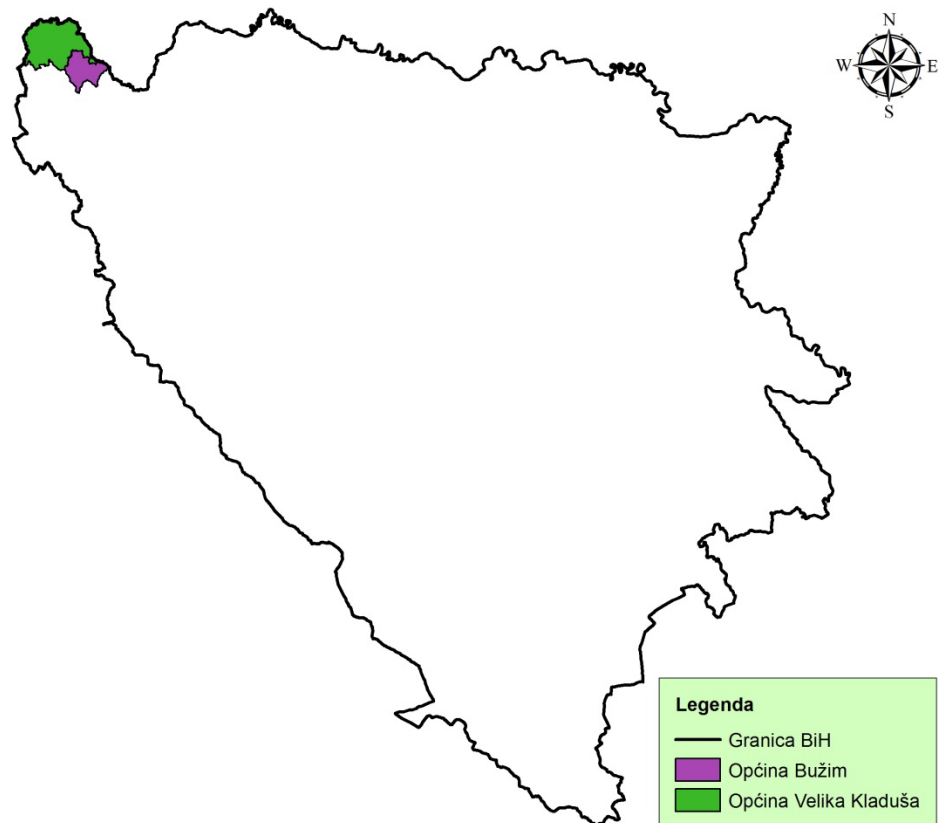 N
W E
S
Legenda
Granica BiH
Općina Bužim
Općina Velika Kladuša